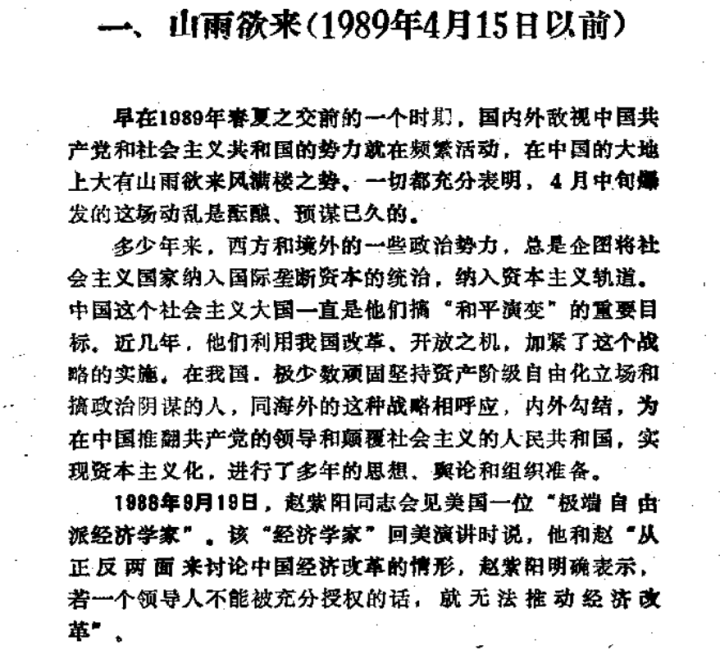 一、山雨欲来(1989年4月15日以前)
早在1989年春夏之交前的一个时期，国内外敌视中国共
产党和社会主义共和国的势力就在频繁活动，在中国的大地
上大有山雨欲来风满楼之势。一切都充分表明，4月中旬爆
发的这场动乱是酝酿、预谋已久的。
多少年来，西方和境外的一些政治势力，总是企图将社
会主义国家纳入国际垄断资本的统治，纳入资本主义轨道。
中国这个社会主义大国一直是他们搞“和平演变”的重要目
标。近几年，他们利用我国改革、开放之机，加紧了这个战
略的实施。在我国．极少数顽固坚持资产阶级自由化立场和
搞政治阴谋的人，同海外的这种战略相呼应，内外勾结，为
在中国推翻共产党的领导和颠覆社会主义的人民共和国，实
现资本主义化，进行了多年的思想、舆论和组织准备。
1988年9月19日，赵紫阳同志会见美国一位“极端自由
派经济学家”。该“经济学家”回美演讲时说，他和赵“从
正反两面来讨论中国经济改革的情形，赵紫阳明确表示，
若一个领导人不能被充分授权的话，就无法推动经济改
革”。